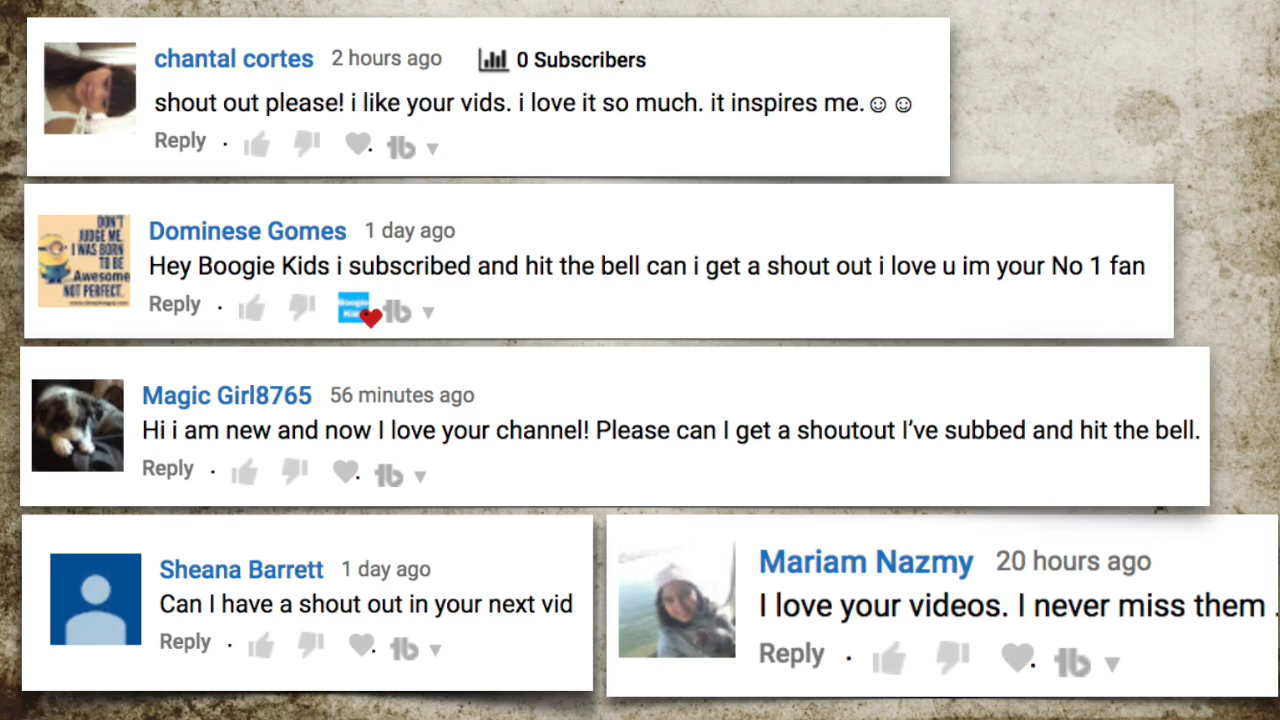 chantal cortes 2 hours ago 0 Subscribers
shout out please! i like your vids. i love it so much. it inspires me.☺☺
Reply
DON'T
JUDGE ME.
I WAS BORN
TO BE
Awesome
NOT PERFECT.
Dominese Gomes 1 day ago
Hey Boogie Kids i subscribed and hit the bell can i get a shout out i love u im your No 1 fan
Reply
Boogie
Kids
Magic Girl8765 56 minutes ago
Hi i am new and now I love your channel! Please can I get a shoutout I've subbed and hit the bell.
Reply
Sheana Barrett 1 day ago
Can I have a shout out in your next vid
Reply
Mariam Nazmy 20 hours ago
I love your videos. I never miss them .
Reply